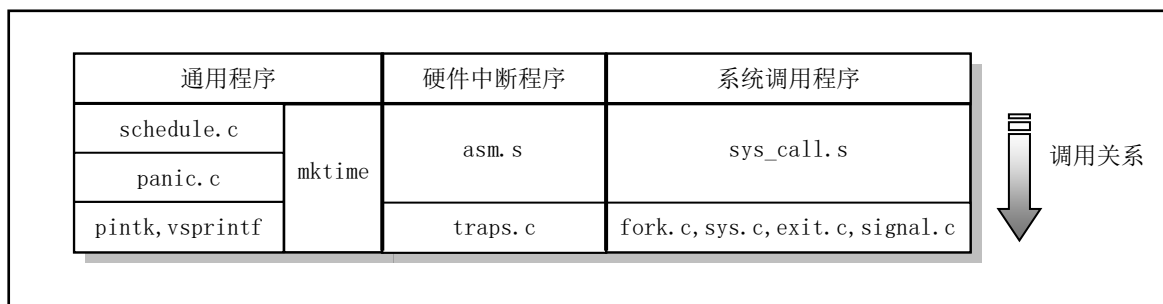 通用程序 硬件中断程序 系统调用程序
schedule.c
mktime asm.s sys_call.s
panic.c
pintk,vsprintf traps.c fork.c,sys.c,exit.c,signal.c
调用关系